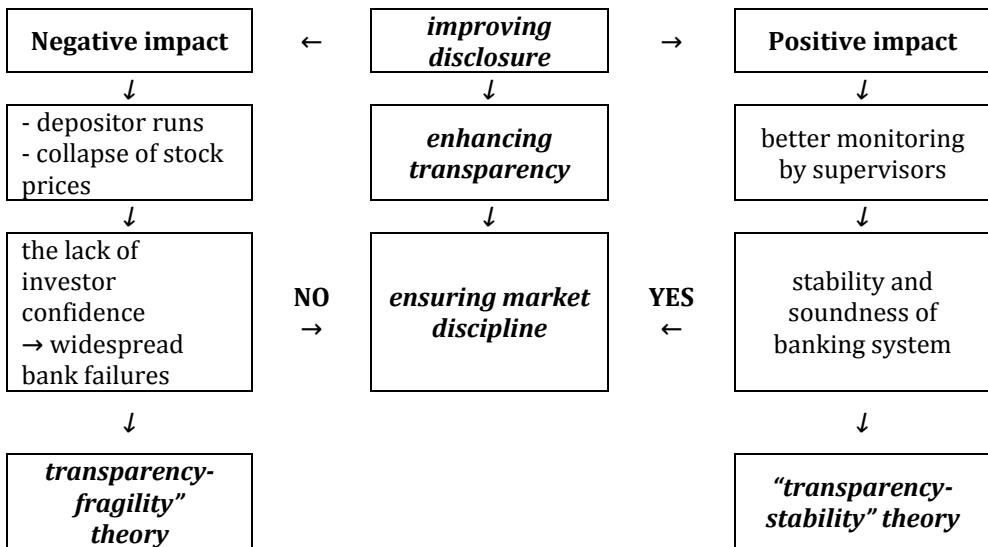 Negative impact ← improving disclosure → Positive impact
↓ ↓ ↓
- depositor runs
- collapse of stock
prices
enhancing
transparency
better monitoring
by supervisors
↓ ↓ ↓
the lack of
investor
confidence
→ widespread
bank failures
NO
→
ensuring market
discipline
YES
←
stability and
soundness of
banking system
↓ ↓
transparency-
fragility”
theory
“transparency-
stability” theory